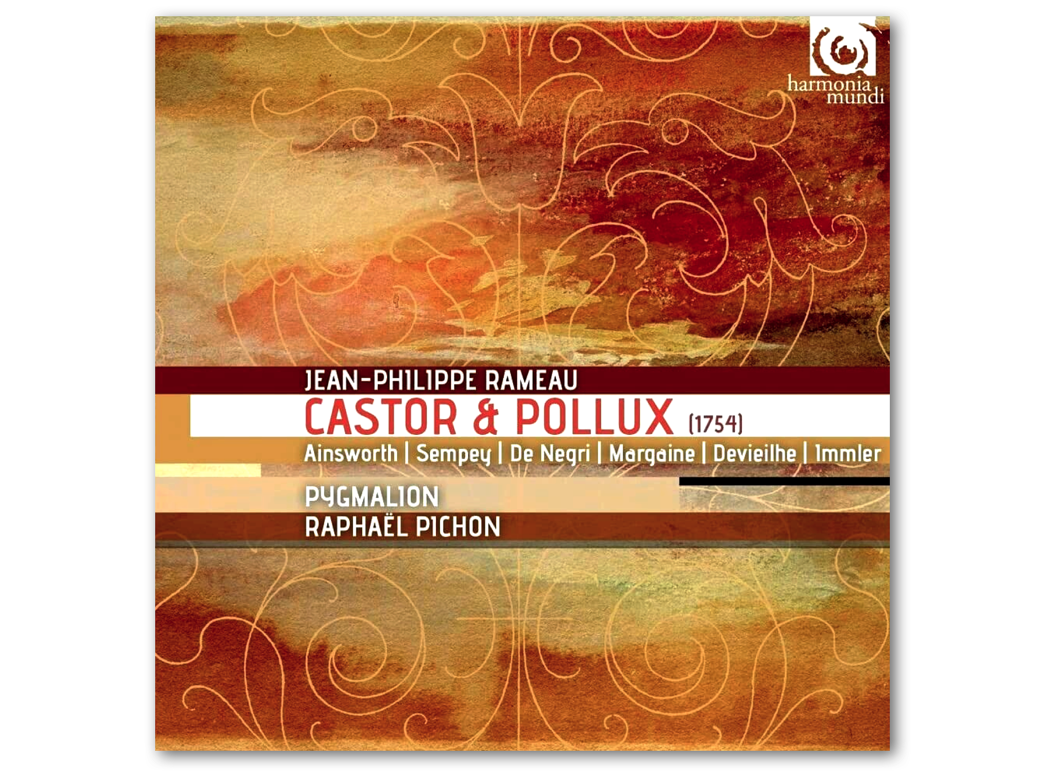 harmonia
mundi
JEAN-PHILIPPE RAMEAU
CASTOR & POLLUX (1754)
Ainsworth | Sempey | De Negri | Margaine | Devieilhe | Immler
PYGMALION
RAPHAËL PICHON